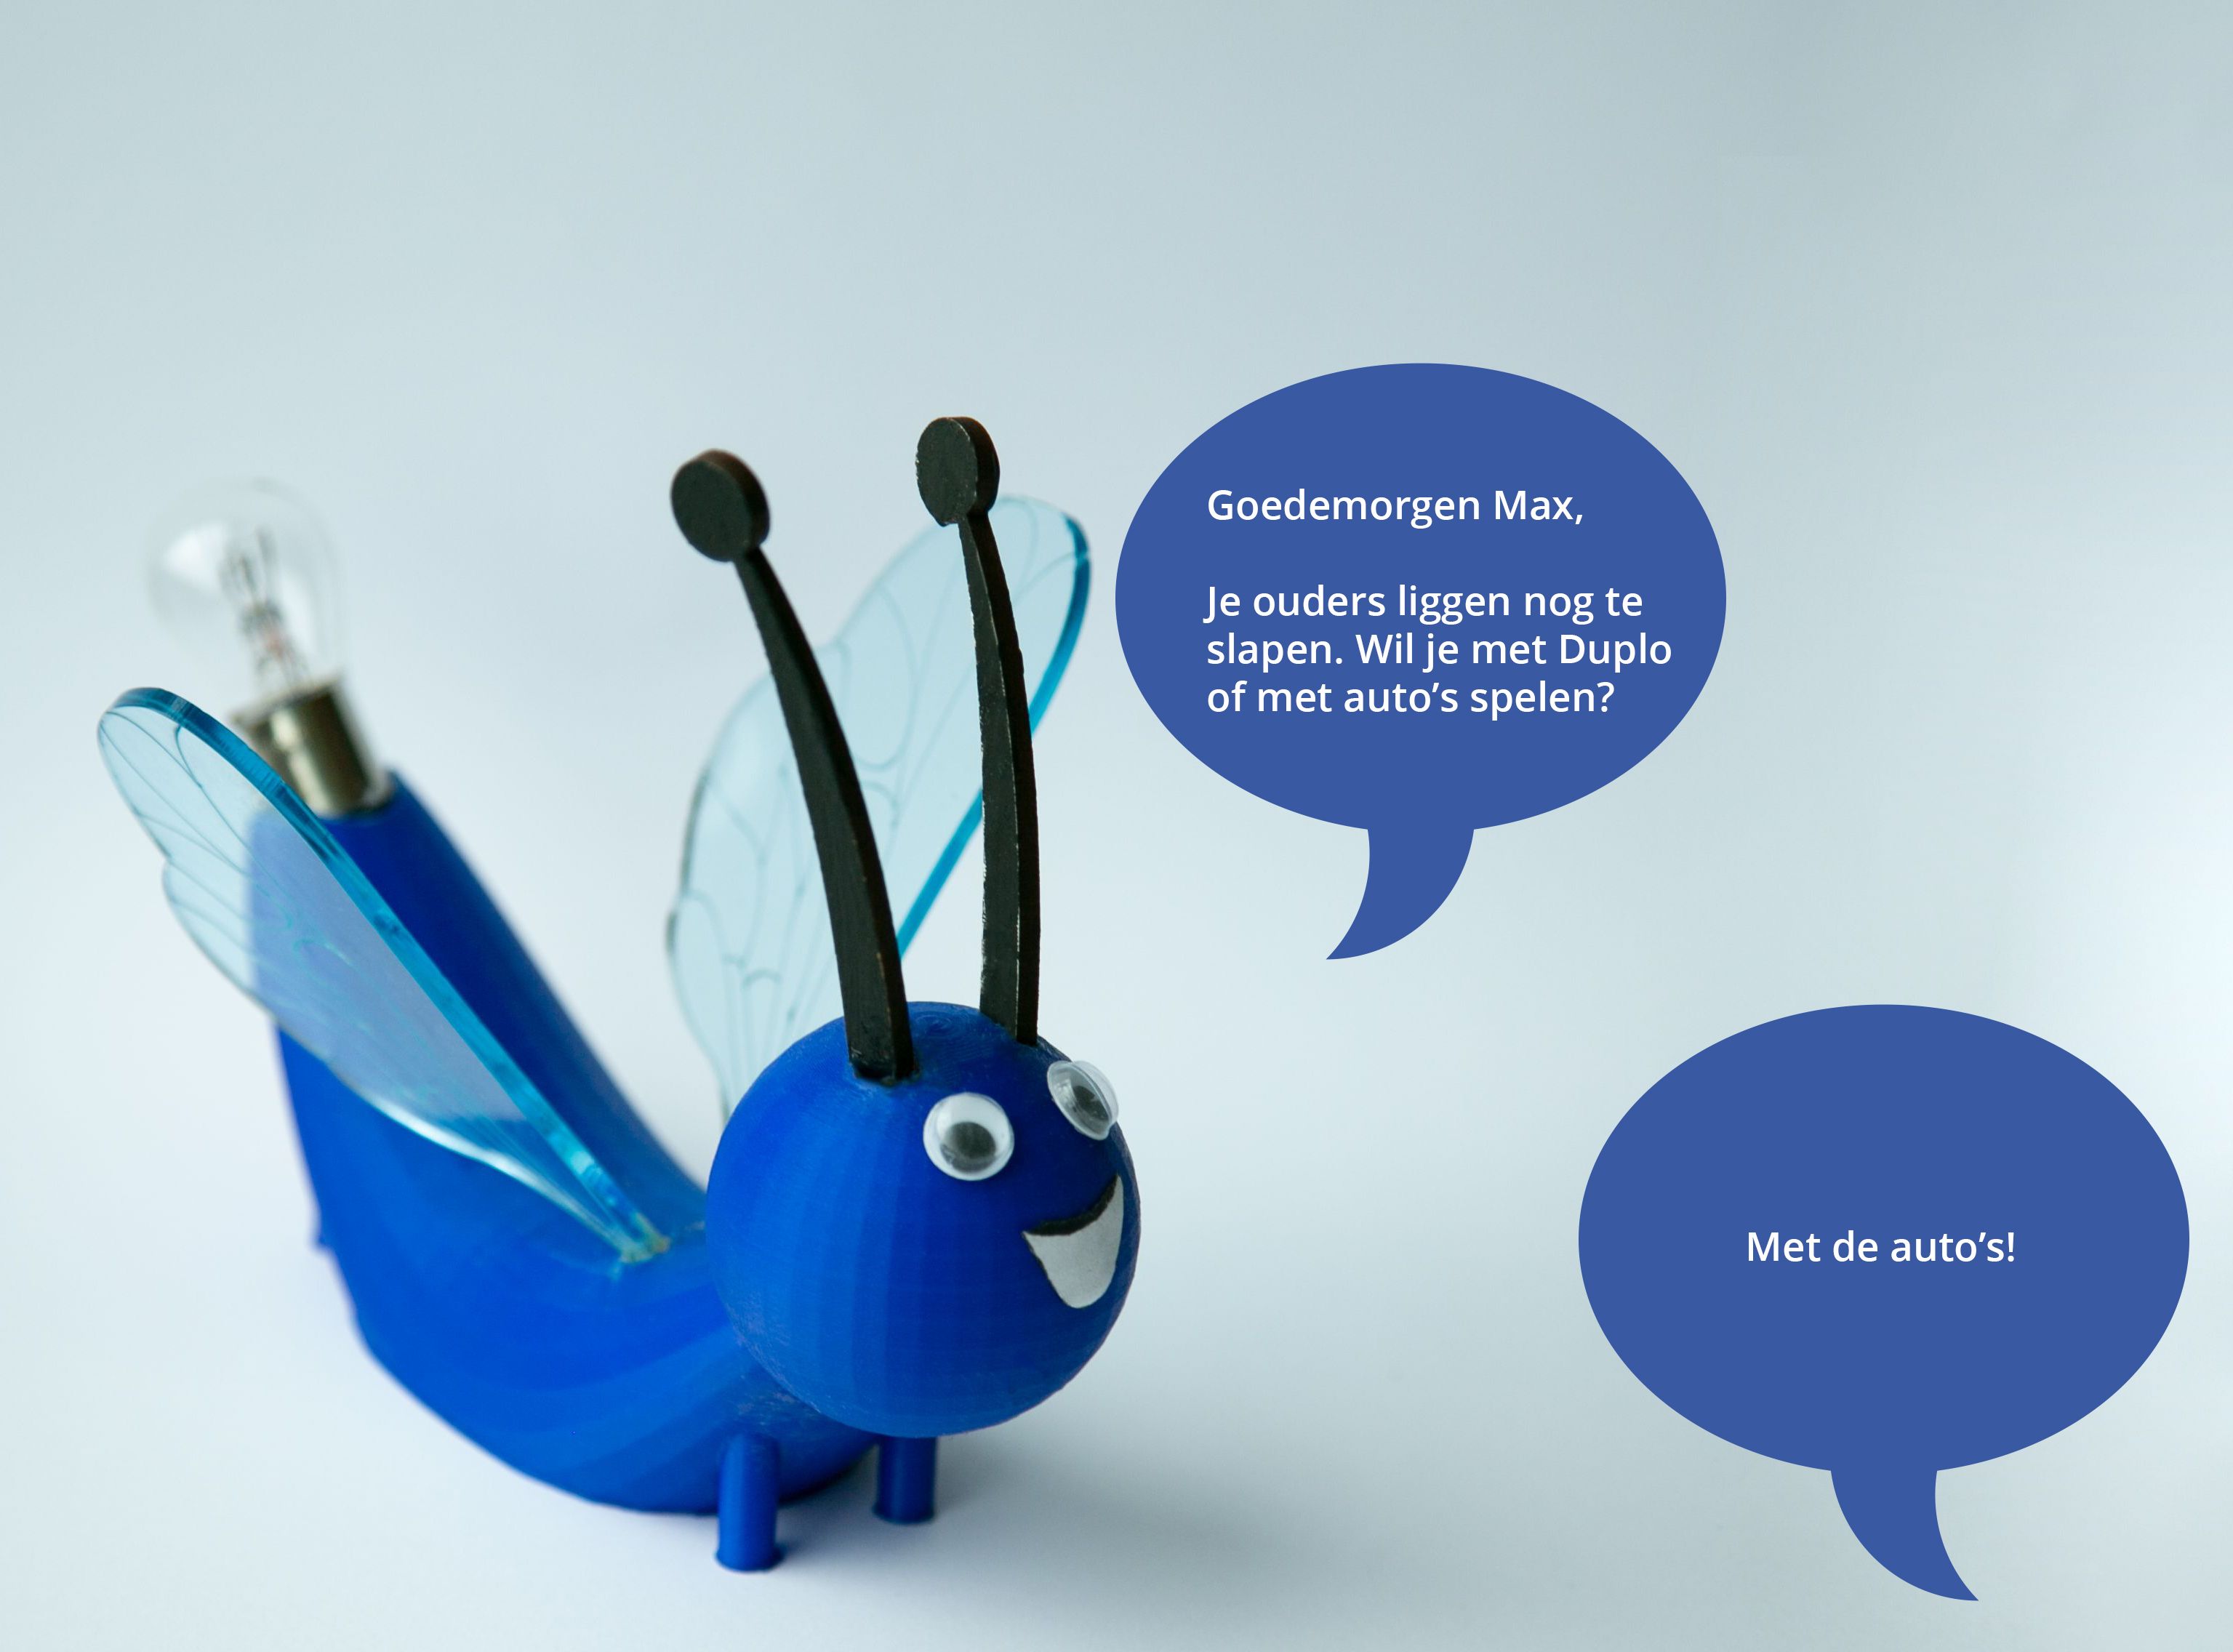 Goedemorgen Max,
Je ouders liggen nog te
slapen. Wil je met Duplo
of met auto’s spelen?
Met de auto’s!